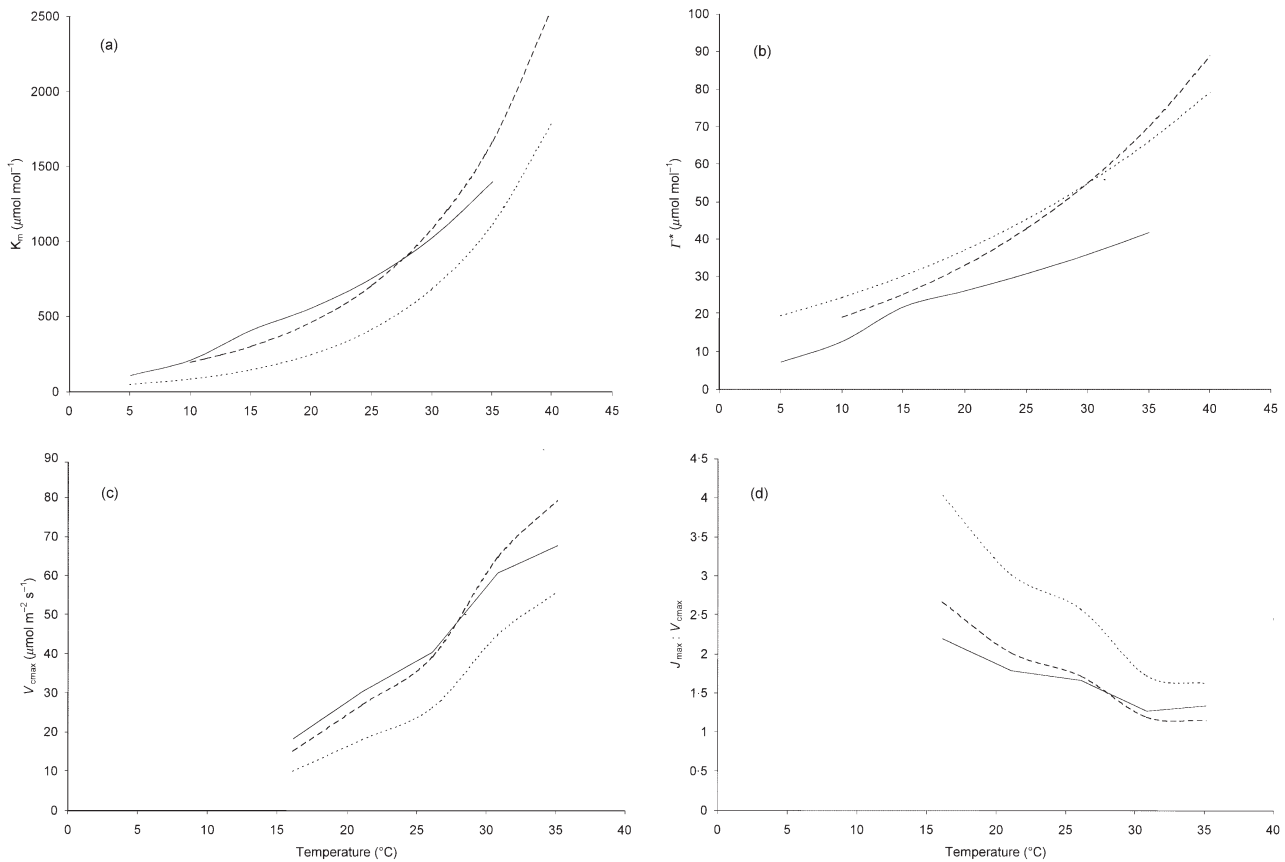 2500
2000
1500
1000
500
0
K_m (μmol mol⁻¹)
(a)
0 5 10 15 20 25 30 35 40 45
100
90
80
70
60
50
40
30
20
10
0
Γ* (μmol mol⁻¹)
(b)
0 5 10 15 20 25 30 35 40 45
90
80
70
60
50
40
30
20
10
0
V_cmax (μmol m⁻² s⁻¹)
(c)
0 5 10 15 20 25 30 35 40
Temperature (°C)
4·5
4
3·5
3
2·5
2
1·5
1
0·5
0
J_max : V_cmax
(d)
0 5 10 15 20 25 30 35 40
Temperature (°C)